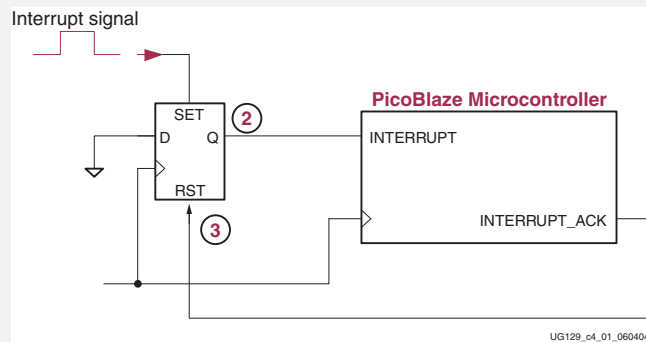 Interrupt signal
PicoBlaze Microcontroller
SET
2
D
Q
INTERRUPT
RST
3
INTERRUPT_ACK
UG129_c4_01_060404